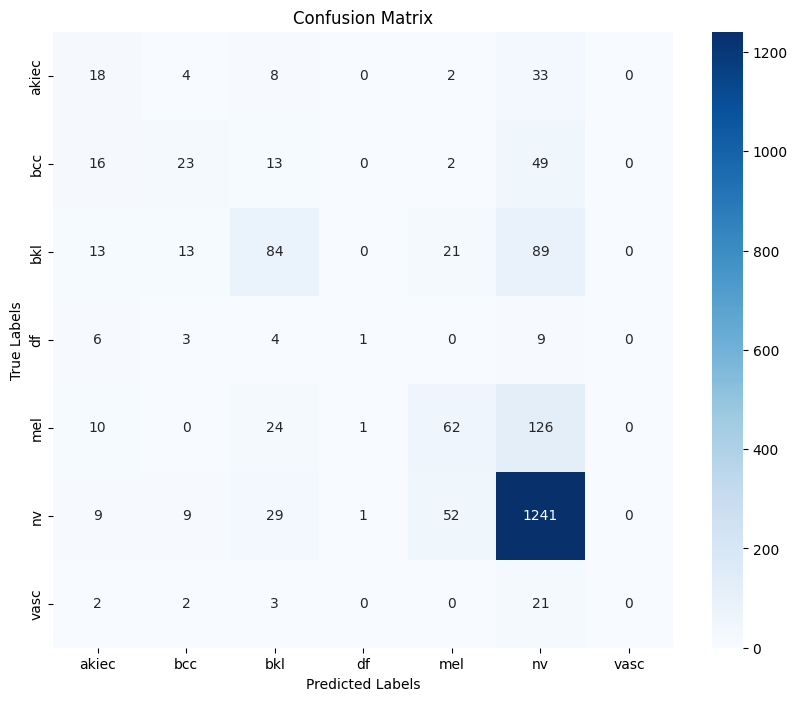 Confusion Matrix
akiec 18 4 8 0 2 33 0
bcc 16 23 13 0 2 49 0
bkl 13 13 84 0 21 89 0
df 6 3 4 1 0 9 0
mel 10 0 24 1 62 126 0
nv 9 9 29 1 52 1241 0
vasc 2 2 3 0 0 21 0
akiec bcc bkl df mel nv vasc
True Labels
Predicted Labels
1200
1000
800
600
400
200
0